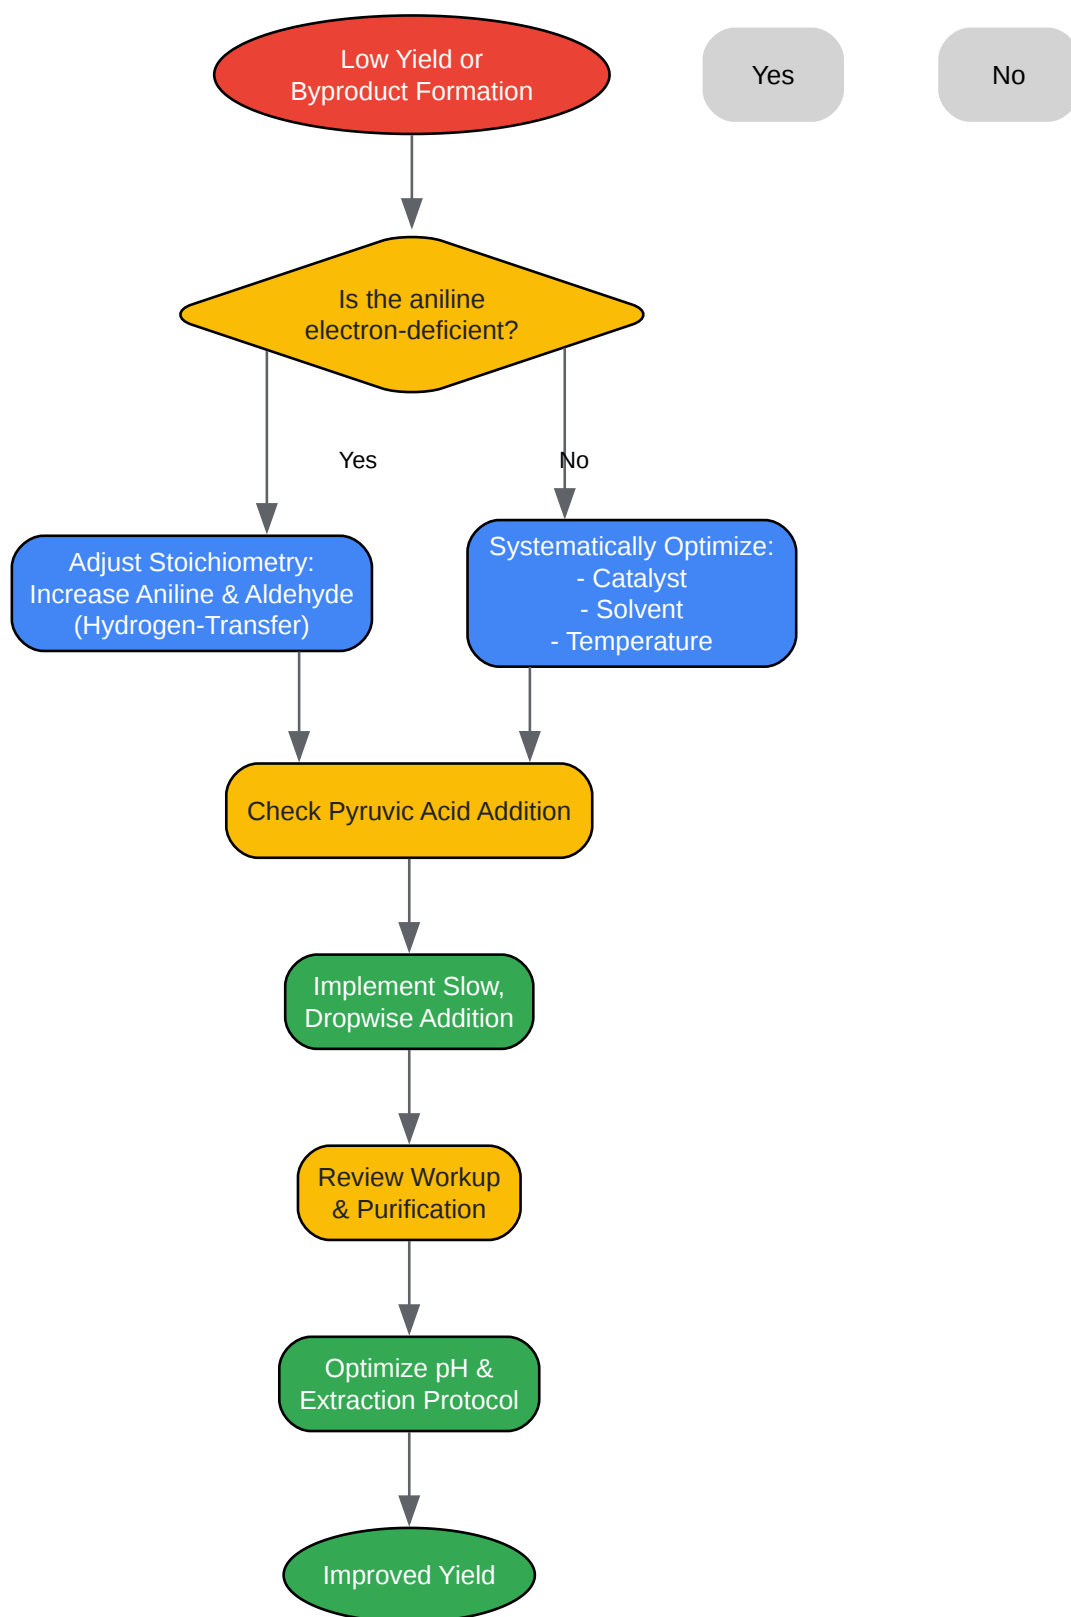 Low Yield or
Byproduct Formation
Yes
No
Is the aniline
electron-deficient?
Yes
No
Adjust Stoichiometry:
Increase Aniline & Aldehyde
(Hydrogen-Transfer)
Systematically Optimize:
- Catalyst
- Solvent
- Temperature
Check Pyruvic Acid Addition
Implement Slow,
Dropwise Addition
Review Workup
& Purification
Optimize pH &
Extraction Protocol
Improved Yield